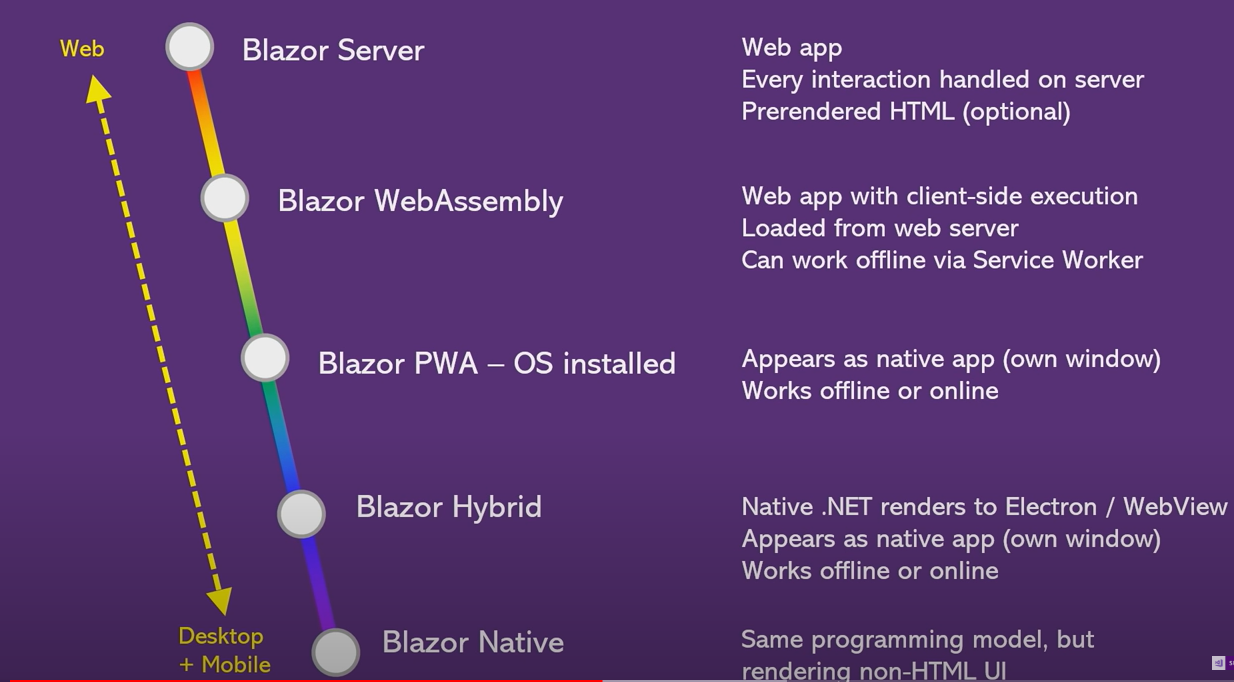 Web
Blazor Server
Web app
Every interaction handled on server
Prerendered HTML (optional)
Blazor WebAssembly
Web app with client-side execution
Loaded from web server
Can work offline via Service Worker
Blazor PWA – OS installed
Appears as native app (own window)
Works offline or online
Blazor Hybrid
Native .NET renders to Electron / WebView
Appears as native app (own window)
Works offline or online
Desktop
+ Mobile
Blazor Native
Same programming model, but
rendering non-HTML UI